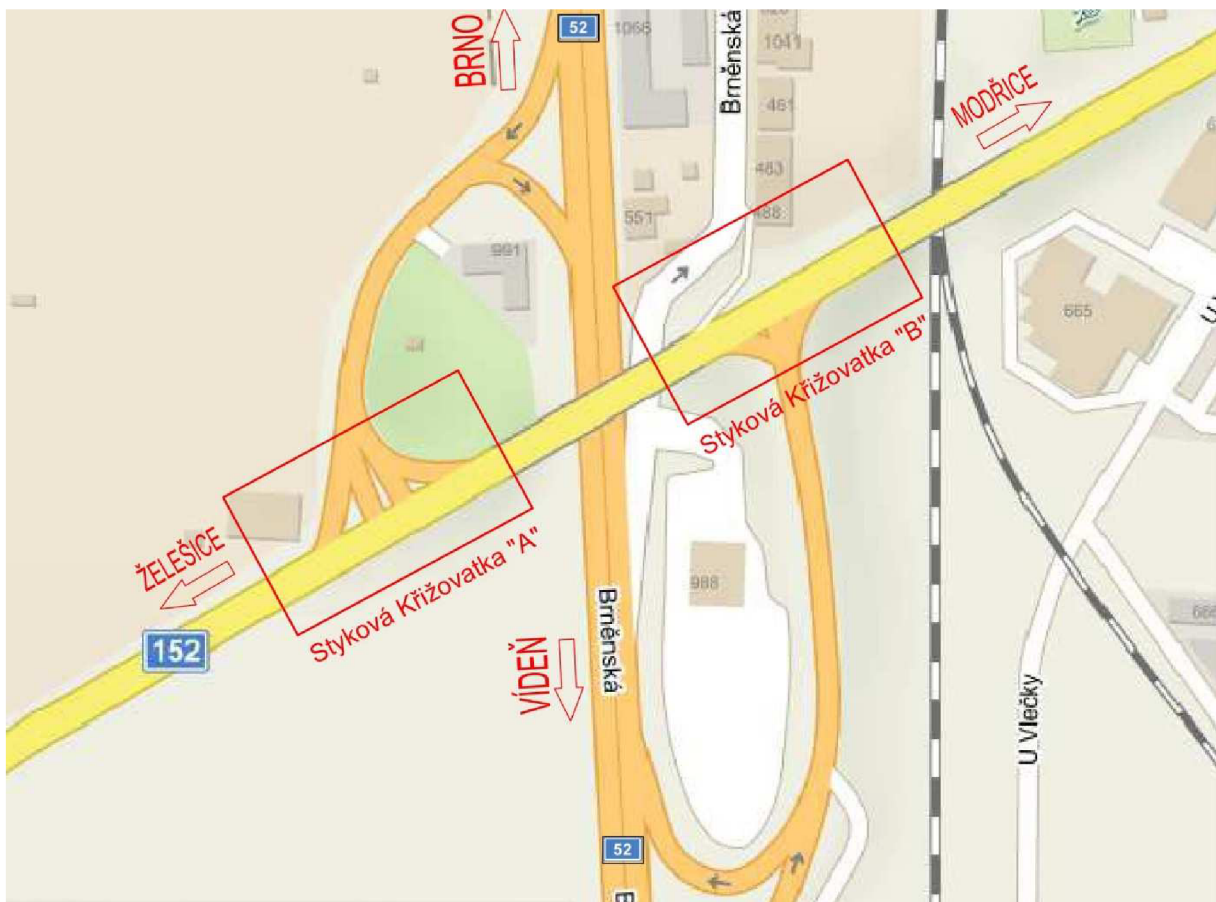 BRNO
52
1066
Brněnská
1041
461
MODŘICE
483
488
551
991
665
Styková Křižovatka "B"
Styková Křižovatka "A"
ŽELEŠICE
152
988
Brněnská
VÍDEŇ
U Vlečky
52